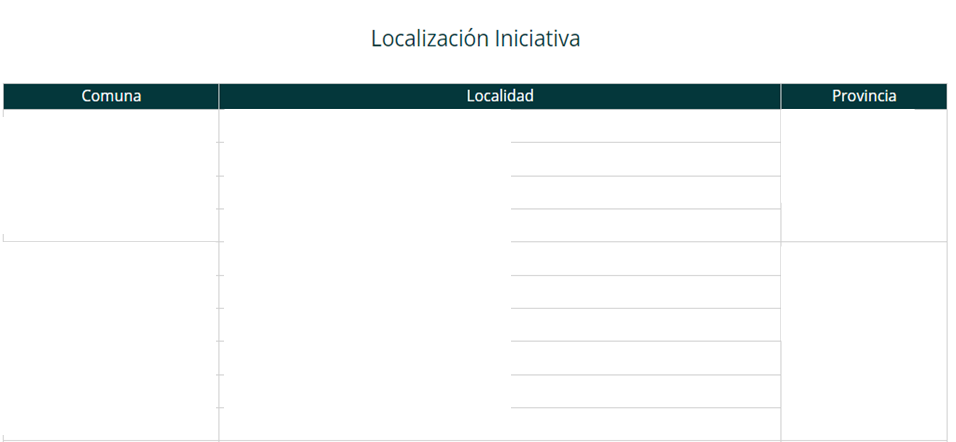 Localización Iniciativa
Comuna Localidad Provincia